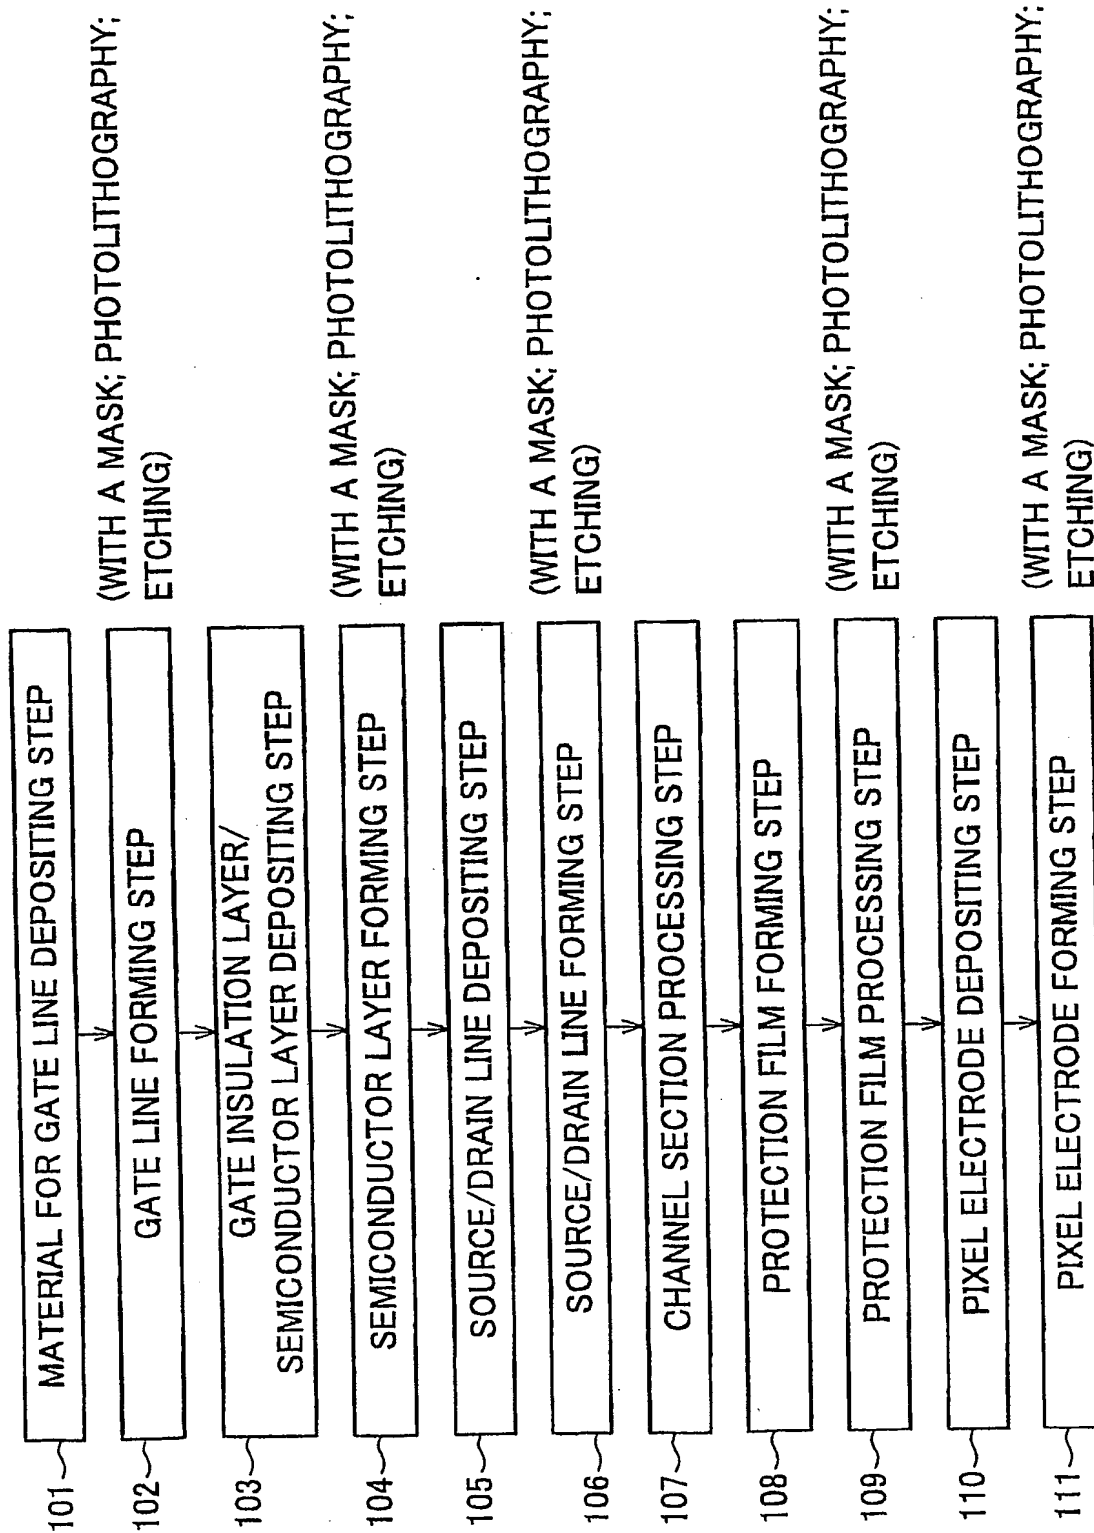 101
MATERIAL FOR GATE LINE DEPOSITING STEP
102
GATE LINE FORMING STEP
(WITH A MASK; PHOTOLITHOGRAPHY;
ETCHING)
103
GATE INSULATION LAYER/
SEMICONDUCTOR LAYER DEPOSITING STEP
104
SEMICONDUCTOR LAYER FORMING STEP
(WITH A MASK; PHOTOLITHOGRAPHY;
ETCHING)
105
SOURCE/DRAIN LINE DEPOSITING STEP
106
SOURCE/DRAIN LINE FORMING STEP
(WITH A MASK; PHOTOLITHOGRAPHY;
ETCHING)
107
CHANNEL SECTION PROCESSING STEP
108
PROTECTION FILM FORMING STEP
109
PROTECTION FILM PROCESSING STEP
(WITH A MASK; PHOTOLITHOGRAPHY;
ETCHING)
110
PIXEL ELECTRODE DEPOSITING STEP
111
PIXEL ELECTRODE FORMING STEP
(WITH A MASK; PHOTOLITHOGRAPHY;
ETCHING)